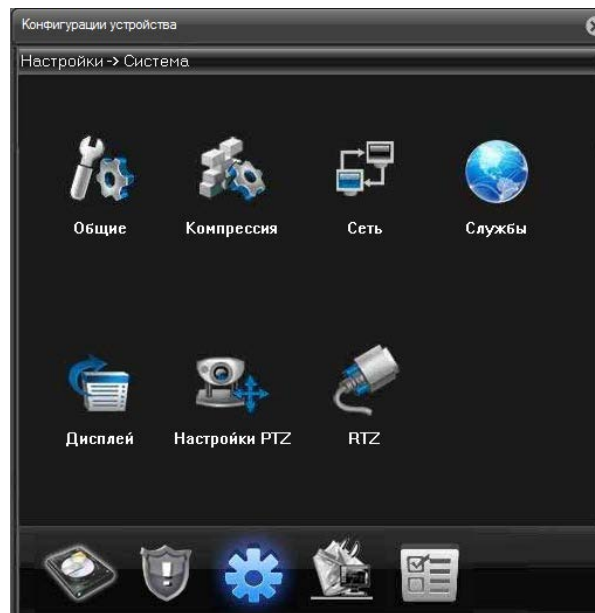 Конфигурации устройства
Настройки -> Система
Общие
Компрессия
Сеть
Службы
Дисплей
Настройки PTZ
RTZ